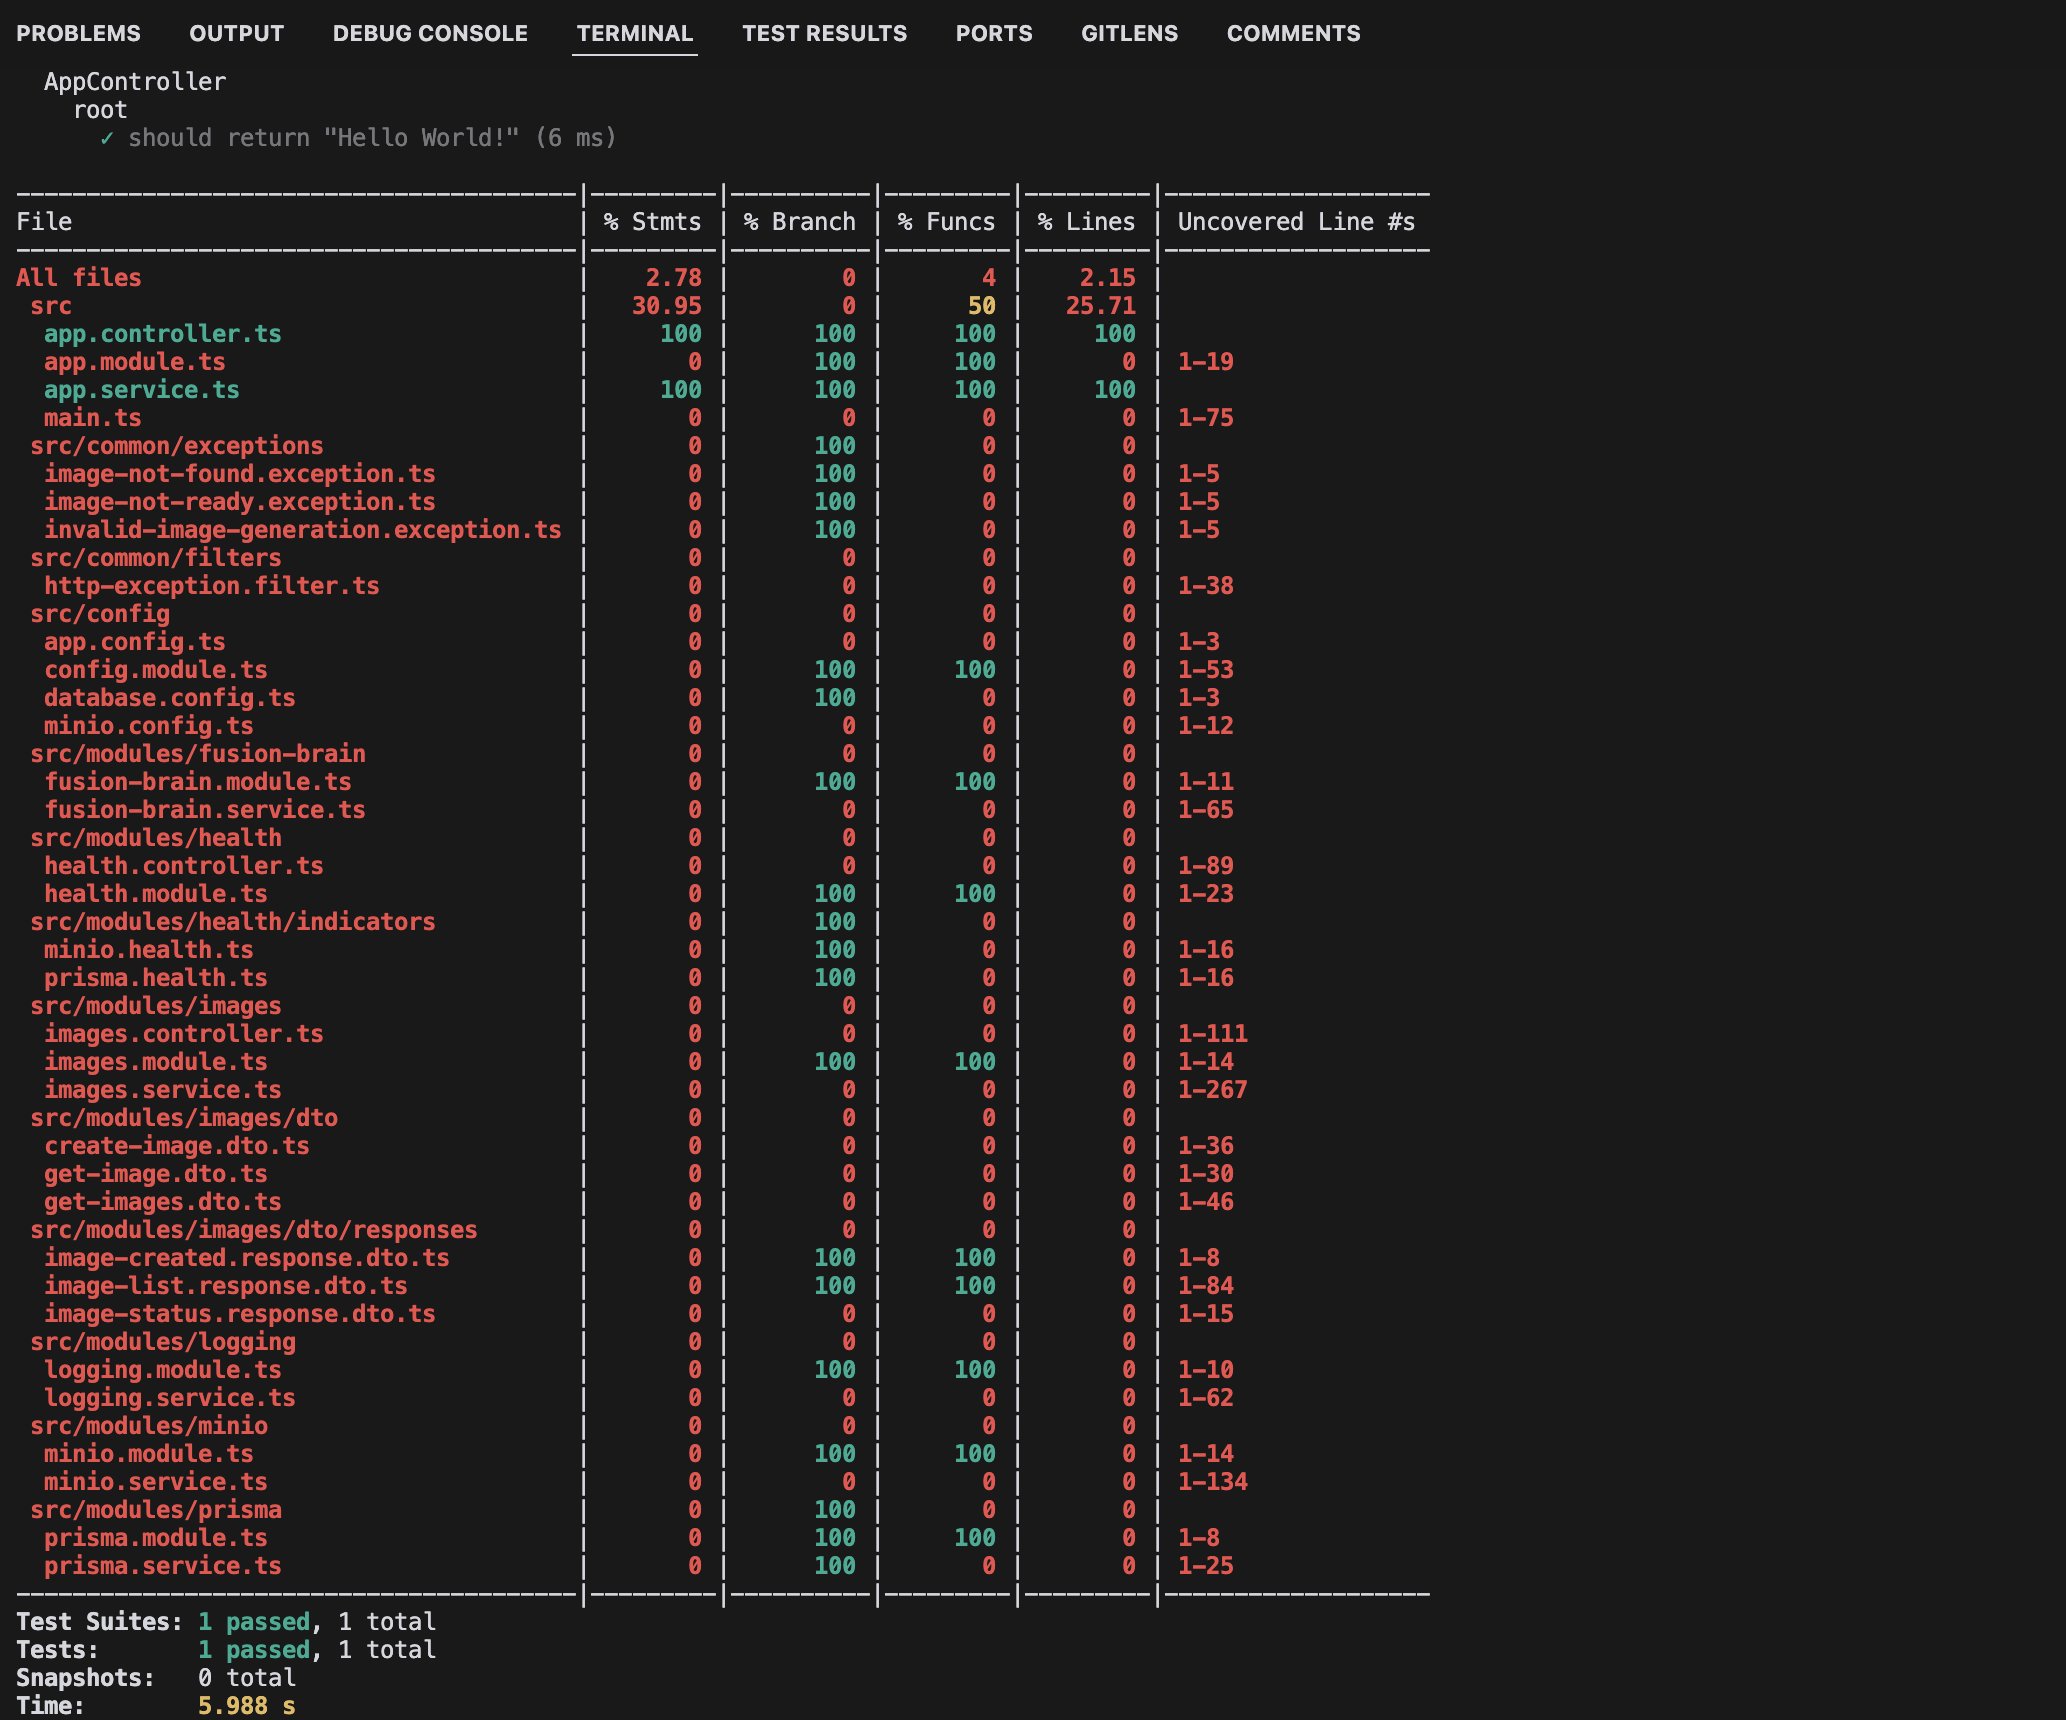 PROBLEMS OUTPUT DEBUG CONSOLE TERMINAL TEST RESULTS PORTS GITLENS COMMENTS
AppController
root
✓ should return "Hello World!" (6 ms)
File | % Stmts | % Branch | % Funcs | % Lines | Uncovered Line #s
All files | 2.78 | 0 | 4 | 2.15 |
src | 30.95 | 0 | 50 | 25.71 |
app.controller.ts | 100 | 100 | 100 | 100 |
app.module.ts | 0 | 100 | 100 | 0 | 1-19
app.service.ts | 100 | 100 | 100 | 100 |
main.ts | 0 | 0 | 0 | 0 | 1-75
src/common/exceptions | 0 | 100 | 0 | 0 |
image-not-found.exception.ts | 0 | 100 | 0 | 0 | 1-5
image-not-ready.exception.ts | 0 | 100 | 0 | 0 | 1-5
invalid-image-generation.exception.ts | 0 | 100 | 0 | 0 | 1-5
src/common/filters | 0 | 0 | 0 | 0 |
http-exception.filter.ts | 0 | 0 | 0 | 0 | 1-38
src/config | 0 | 0 | 0 | 0 |
app.config.ts | 0 | 0 | 0 | 0 | 1-3
config.module.ts | 0 | 100 | 100 | 0 | 1-53
database.config.ts | 0 | 100 | 0 | 0 | 1-3
minio.config.ts | 0 | 0 | 0 | 0 | 1-12
src/modules/fusion-brain | 0 | 0 | 0 | 0 |
fusion-brain.module.ts | 0 | 100 | 100 | 0 | 1-11
fusion-brain.service.ts | 0 | 0 | 0 | 0 | 1-65
src/modules/health | 0 | 0 | 0 | 0 |
health.controller.ts | 0 | 0 | 0 | 0 | 1-89
health.module.ts | 0 | 100 | 100 | 0 | 1-23
src/modules/health/indicators | 0 | 100 | 0 | 0 |
minio.health.ts | 0 | 100 | 0 | 0 | 1-16
prisma.health.ts | 0 | 100 | 0 | 0 | 1-16
src/modules/images | 0 | 0 | 0 | 0 |
images.controller.ts | 0 | 0 | 0 | 0 | 1-111
images.module.ts | 0 | 100 | 100 | 0 | 1-14
images.service.ts | 0 | 0 | 0 | 0 | 1-267
src/modules/images/dto | 0 | 0 | 0 | 0 |
create-image.dto.ts | 0 | 0 | 0 | 0 | 1-36
get-image.dto.ts | 0 | 0 | 0 | 0 | 1-30
get-images.dto.ts | 0 | 0 | 0 | 0 | 1-46
src/modules/images/dto/responses | 0 | 0 | 0 | 0 |
image-created.response.dto.ts | 0 | 100 | 100 | 0 | 1-8
image-list.response.dto.ts | 0 | 100 | 100 | 0 | 1-84
image-status.response.dto.ts | 0 | 0 | 0 | 0 | 1-15
src/modules/logging | 0 | 0 | 0 | 0 |
logging.module.ts | 0 | 100 | 100 | 0 | 1-10
logging.service.ts | 0 | 0 | 0 | 0 | 1-62
src/modules/minio | 0 | 0 | 0 | 0 |
minio.module.ts | 0 | 100 | 100 | 0 | 1-14
minio.service.ts | 0 | 0 | 0 | 0 | 1-134
src/modules/prisma | 0 | 100 | 0 | 0 |
prisma.module.ts | 0 | 100 | 100 | 0 | 1-8
prisma.service.ts | 0 | 100 | 0 | 0 | 1-25
Test Suites: 1 passed, 1 total
Tests: 1 passed, 1 total
Snapshots: 0 total
Time: 5.988 s